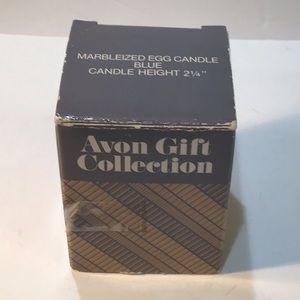 MARBLEIZED EGG CANDLE
BLUE
CANDLE HEIGHT 2¼"
Avon Gift
Collection